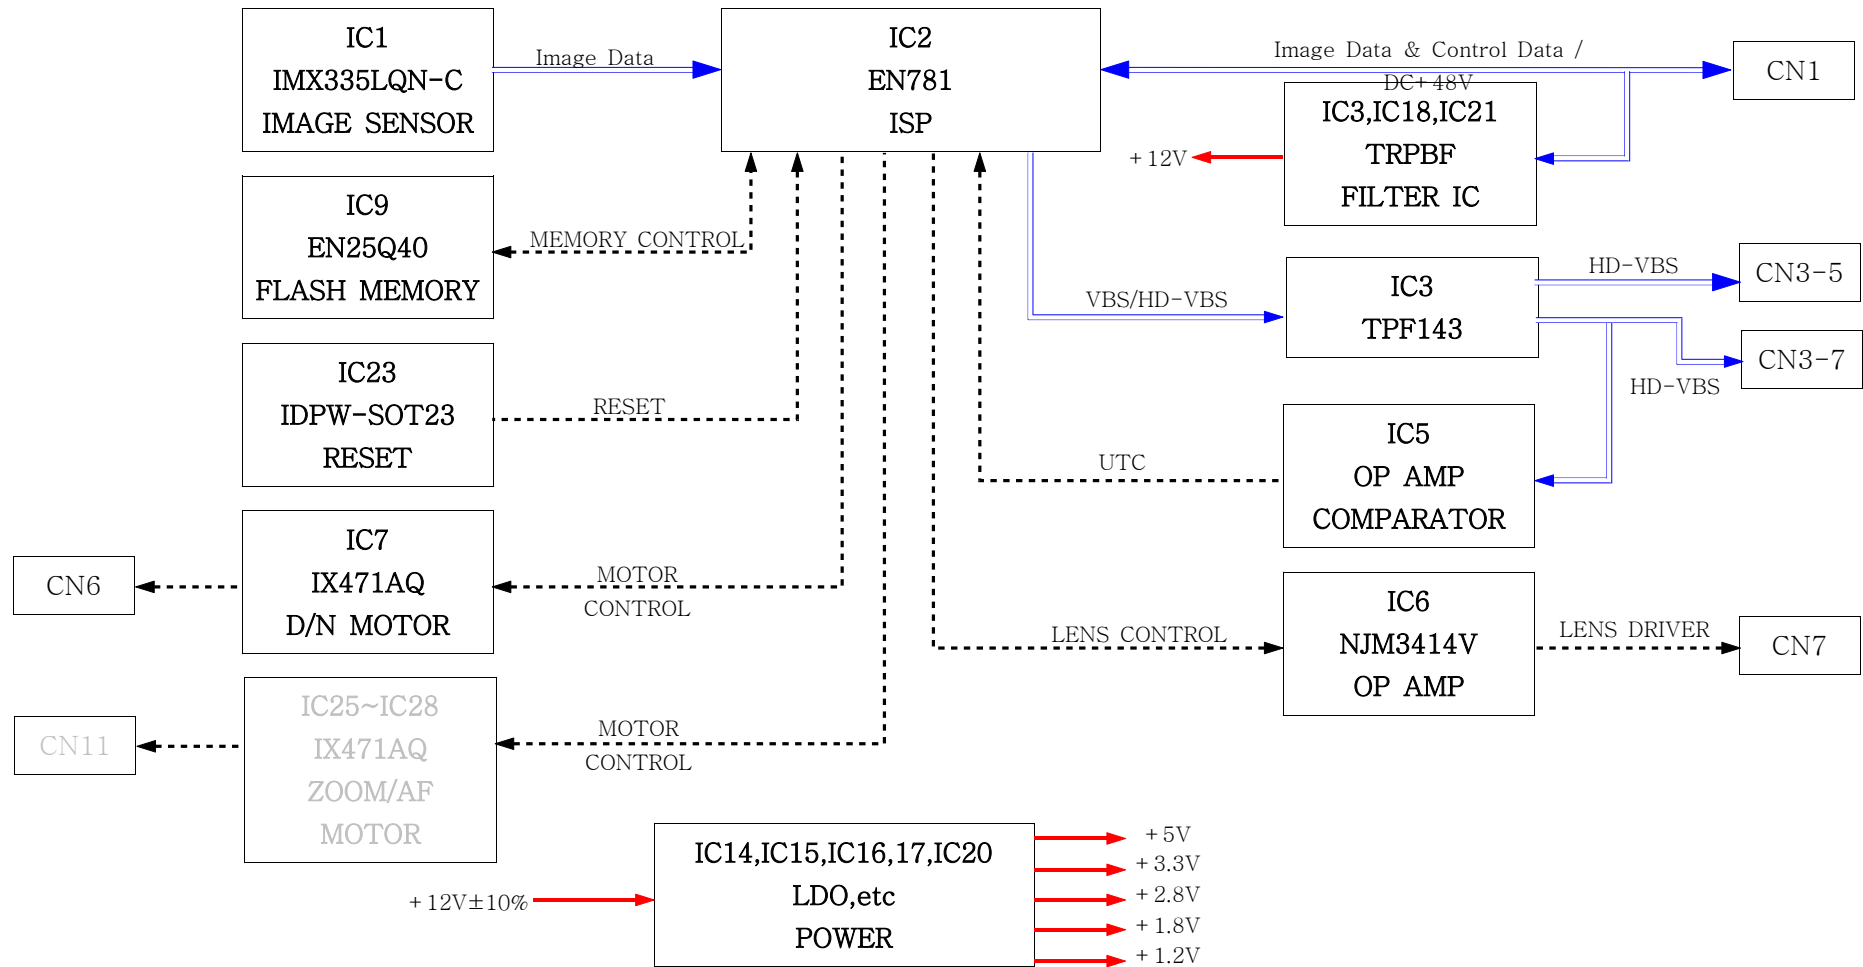 IC1
IMX335LQN-C
IMAGE SENSOR
Image Data
IC2
EN781
ISP
Image Data & Control Data /
DC+48V
CN1
IC3,IC18,IC21
TRPBF
FILTER IC
+12V
IC9
EN25Q40
FLASH MEMORY
MEMORY CONTROL
VBS/HD-VBS
IC3
TPF143
HD-VBS
CN3-5
HD-VBS
CN3-7
IC23
IDPW-SOT23
RESET
RESET
UTC
IC5
OP AMP
COMPARATOR
CN6
IC7
IX471AQ
D/N MOTOR
MOTOR
CONTROL
LENS CONTROL
IC6
NJM3414V
OP AMP
LENS DRIVER
CN7
CN11
IC25~IC28
IX471AQ
ZOOM/AF
MOTOR
MOTOR
CONTROL
+12V±10%
IC14,IC15,IC16,17,IC20
LDO,etc
POWER
+5V
+3.3V
+2.8V
+1.8V
+1.2V